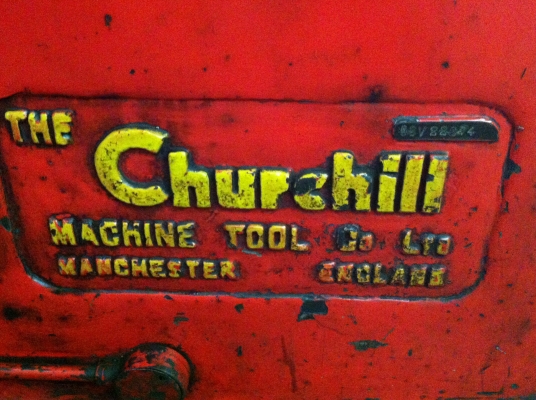 THE
Churchill
MACHINE TOOL Co LTD
MANCHESTER ENGLAND